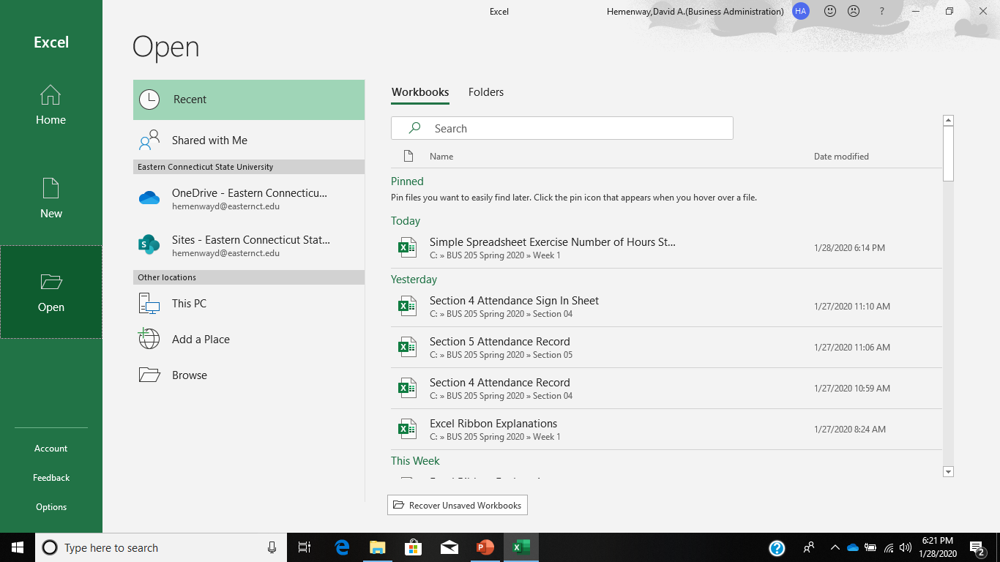 Excel
Hemenway,David A.(Business Administration)
HA
?
Excel
Home
New
Open
Account
Feedback
Options
Open
Recent
Shared with Me
Eastern Connecticut State University
OneDrive - Eastern Connecticu...
hemenwayd@easternct.edu
Sites - Eastern Connecticut Stat...
hemenwayd@easternct.edu
Other locations
This PC
Add a Place
Browse
Workbooks Folders
Search
Name Date modified
Pinned
Pin files you want to easily find later. Click the pin icon that appears when you hover over a file.
Today
Simple Spreadsheet Exercise Number of Hours St...
C: » BUS 205 Spring 2020 » Week 1
1/28/2020 6:14 PM
Yesterday
Section 4 Attendance Sign In Sheet
C: » BUS 205 Spring 2020 » Section 04
1/27/2020 11:10 AM
Section 5 Attendance Record
C: » BUS 205 Spring 2020 » Section 05
1/27/2020 11:06 AM
Section 4 Attendance Record
C: » BUS 205 Spring 2020 » Section 04
1/27/2020 10:59 AM
Excel Ribbon Explanations
C: » BUS 205 Spring 2020 » Week 1
1/27/2020 8:24 AM
This Week
Recover Unsaved Workbooks
Type here to search
6:21 PM
1/28/2020
2